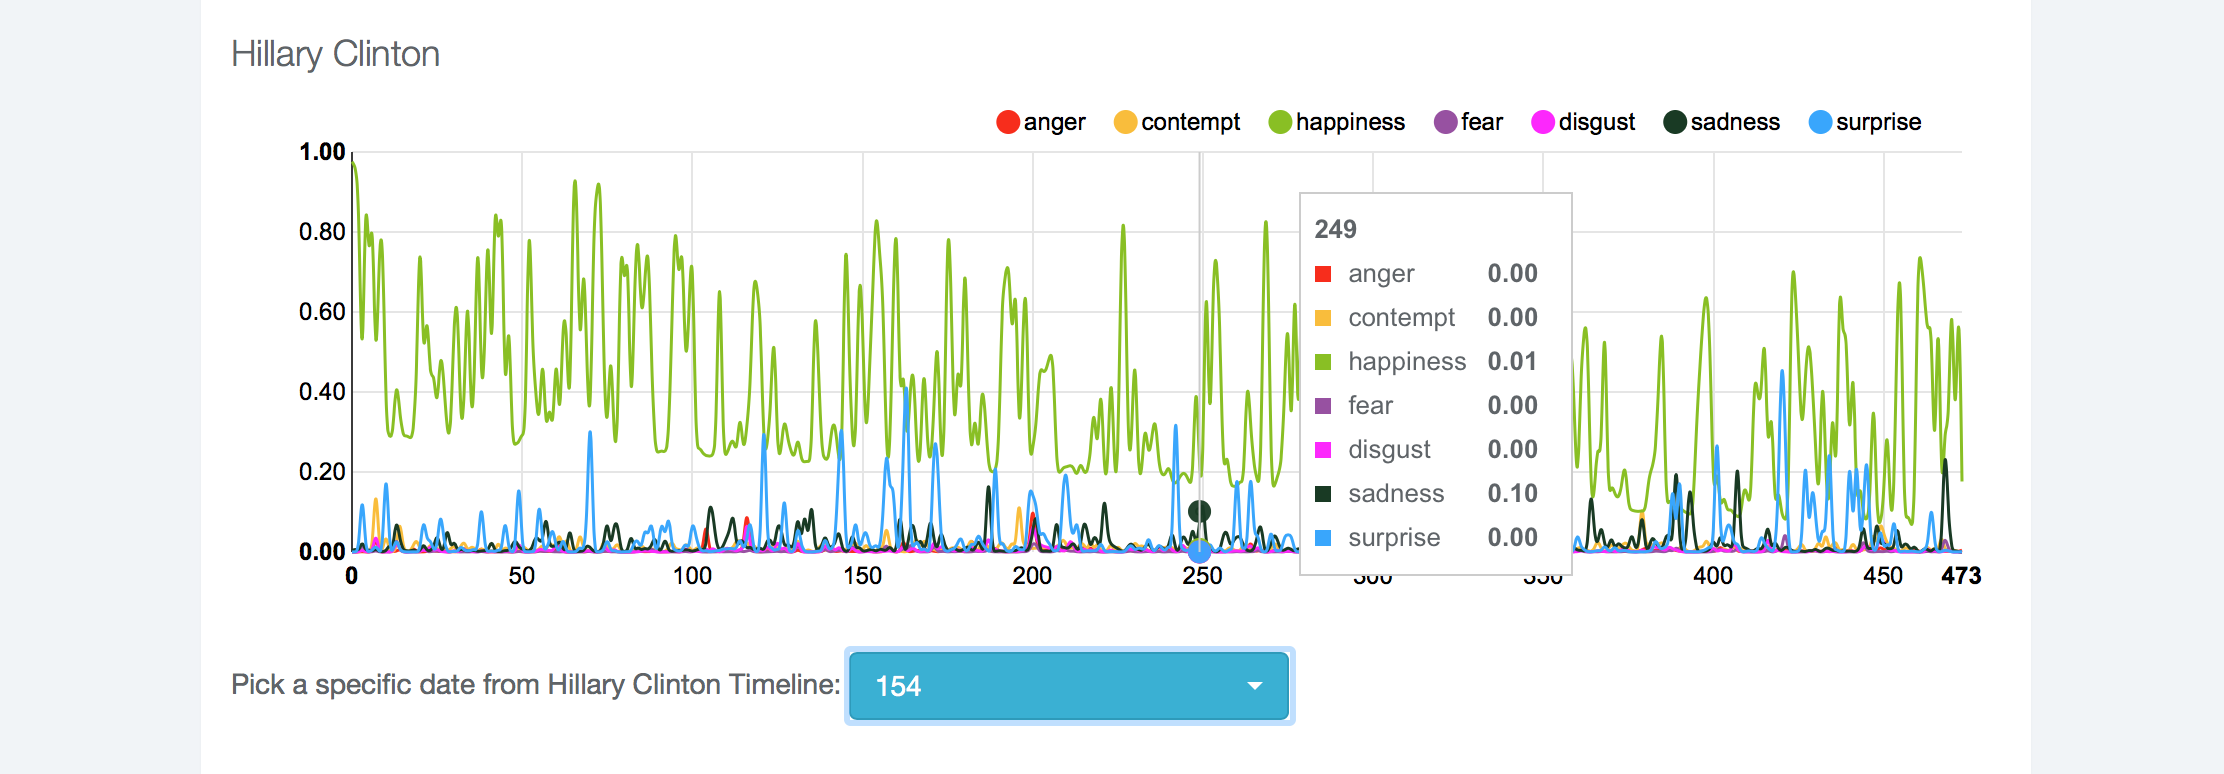 Hillary Clinton
anger contempt happiness fear disgust sadness surprise
1.00
0.80
0.60
0.40
0.20
0.00
249
anger 0.00
contempt 0.00
happiness 0.01
fear 0.00
disgust 0.00
sadness 0.10
surprise 0.00
0 50 100 150 200 250 300 350 400 450 473
Pick a specific date from Hillary Clinton Timeline: 154